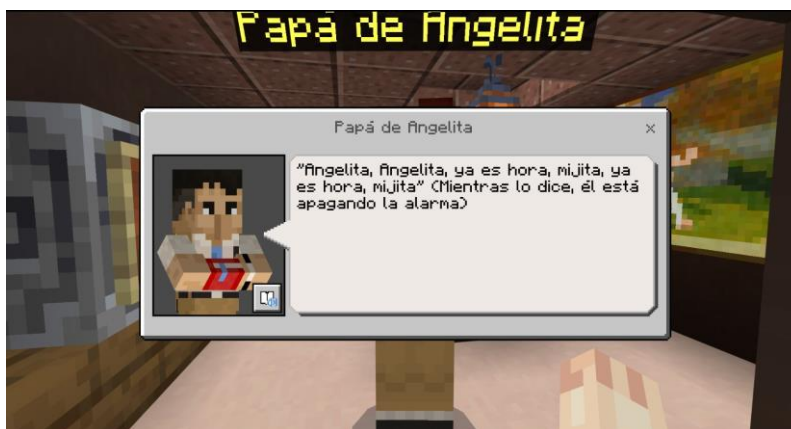 Papá de Angelita
Papá de Angelita
x
"Angelita, Angelita, ya es hora, mijita, ya
es hora, mijita" (Mientras lo dice, él está
apagando la alarma)